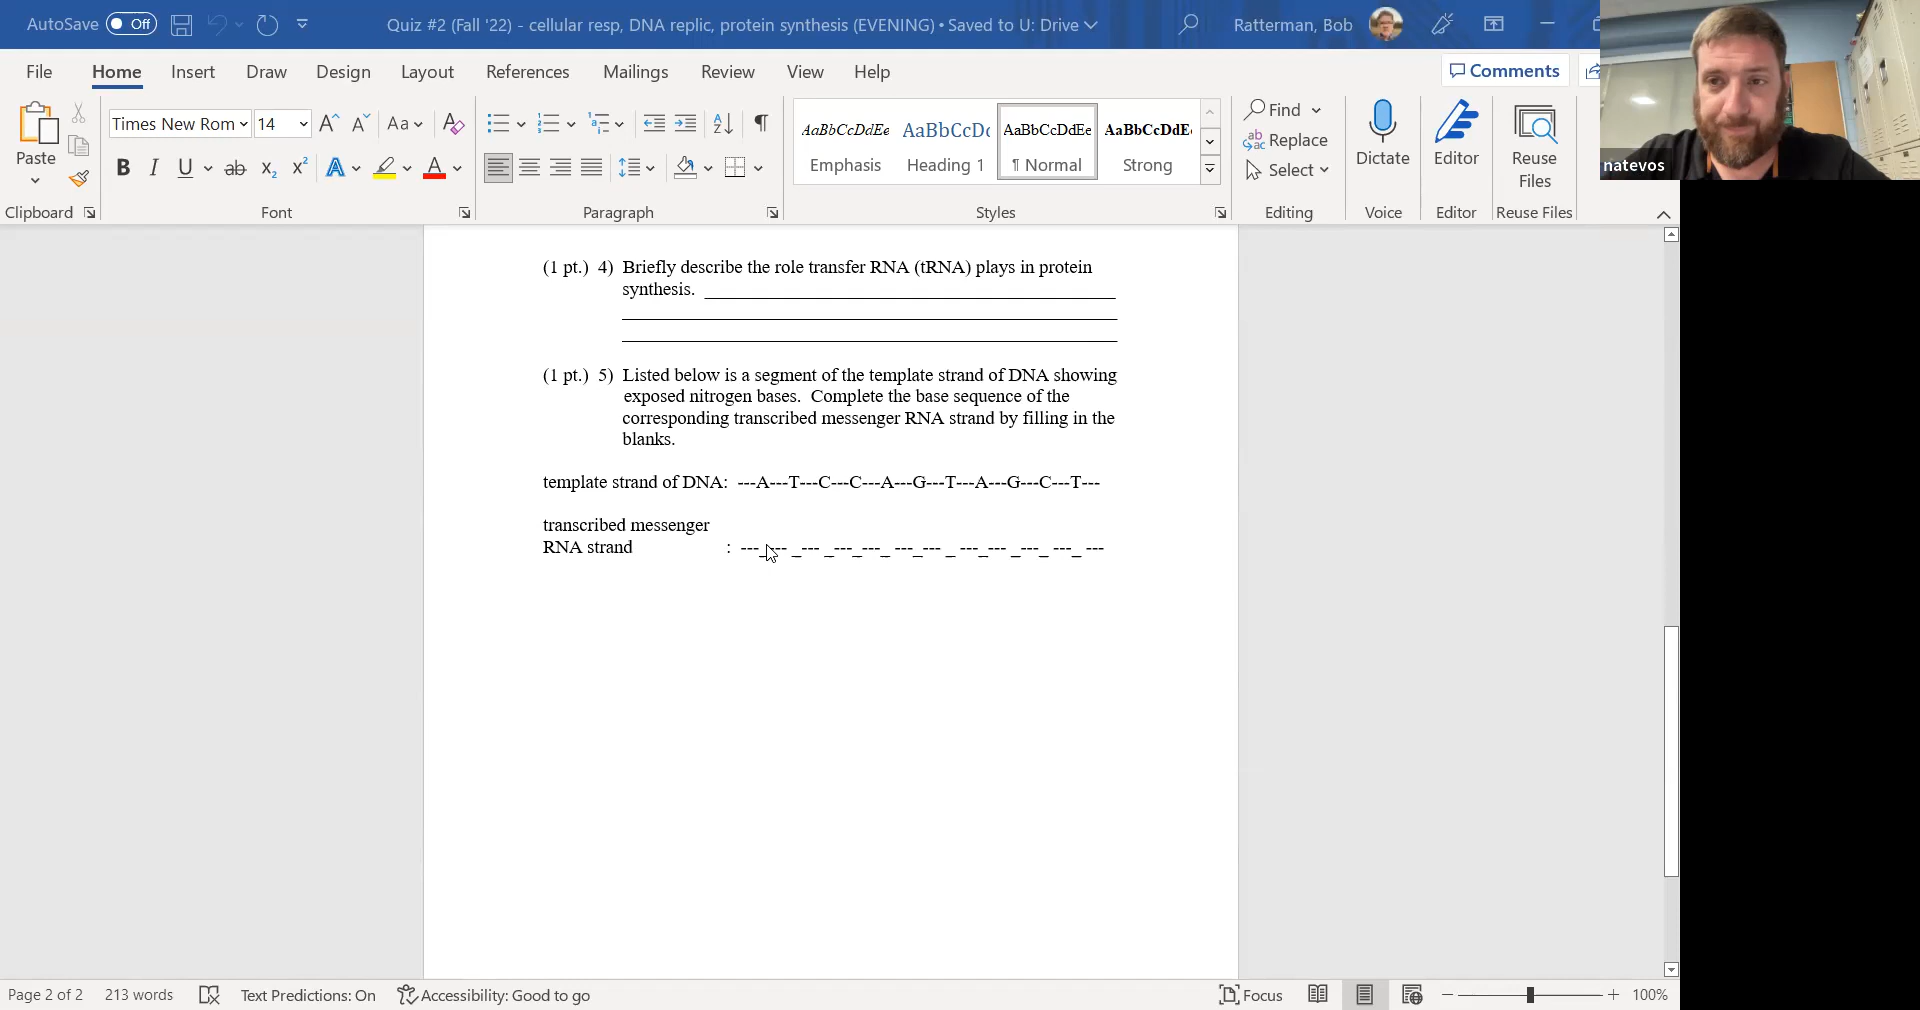 AutoSave Off
Quiz #2 (Fall '22) - cellular resp, DNA replic, protein synthesis (EVENING) • Saved to U: Drive
Ratterman, Bob
File Home Insert Draw Design Layout References Mailings Review View Help
Comments
Paste
Clipboard
Times New Rom 14
Font
Paragraph
AaBbCcDdEe Emphasis
AaBbCcDc Heading 1
AaBbCcDdEe ¶ Normal
AaBbCcDdE Strong
Styles
Find
Replace
Select
Editing
Dictate
Voice
Editor
Editor
Reuse Files
Reuse Files
natevos
(1 pt.) 4) Briefly describe the role transfer RNA (tRNA) plays in protein
synthesis. ______________________________________________
(1 pt.) 5) Listed below is a segment of the template strand of DNA showing
exposed nitrogen bases. Complete the base sequence of the
corresponding transcribed messenger RNA strand by filling in the
blanks.
template strand of DNA: ---A---T---C---C---A---G---T---A---G---C---T---
transcribed messenger
RNA strand : ---_--- _--- _---_---_ ---_--- _ ---_--- _---_ ---_ ---
Page 2 of 2 213 words Text Predictions: On Accessibility: Good to go Focus 100%